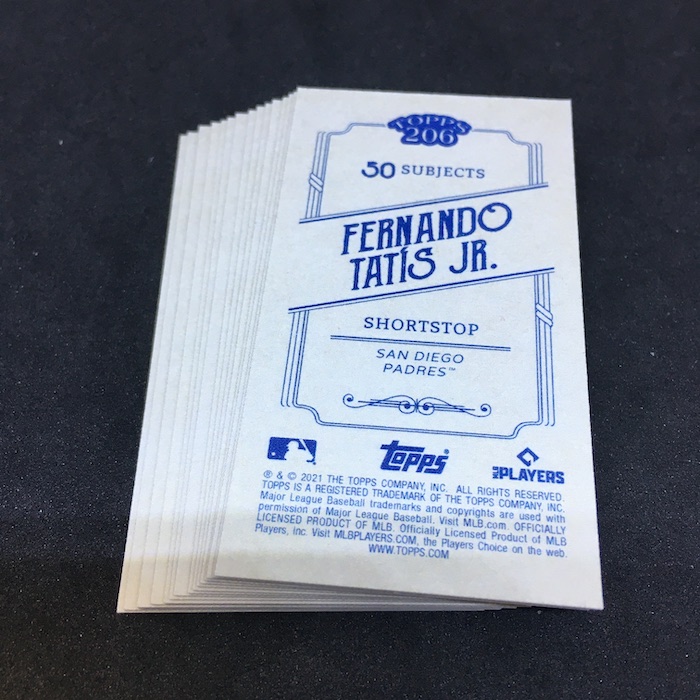 TOPPS
206
50 SUBJECTS
FERNANDO
TATÍS JR.
SHORTSTOP
SAN DIEGO
PADRES™
Topps
MLB PLAYERS
® & © 2021 THE TOPPS COMPANY, INC. ALL RIGHTS RESERVED.
TOPPS IS A REGISTERED TRADEMARK OF THE TOPPS COMPANY, INC.
Major League Baseball trademarks and copyrights are used with
permission of Major League Baseball. Visit MLB.com. OFFICIALLY
LICENSED PRODUCT OF MLB. Officially Licensed Product of MLB
Players, Inc. Visit MLBPLAYERS.COM, the Players Choice on the web.
WWW.TOPPS.COM